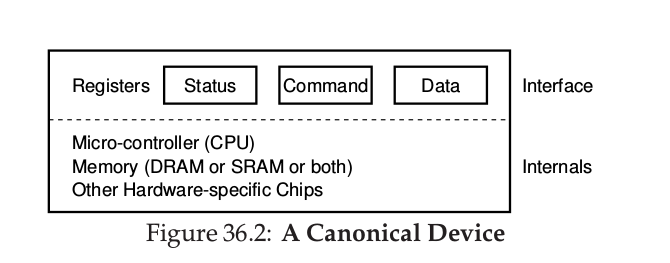 Registers Status Command Data Interface
Micro-controller (CPU)
Memory (DRAM or SRAM or both) Internals
Other Hardware-specific Chips
Figure 36.2: A Canonical Device